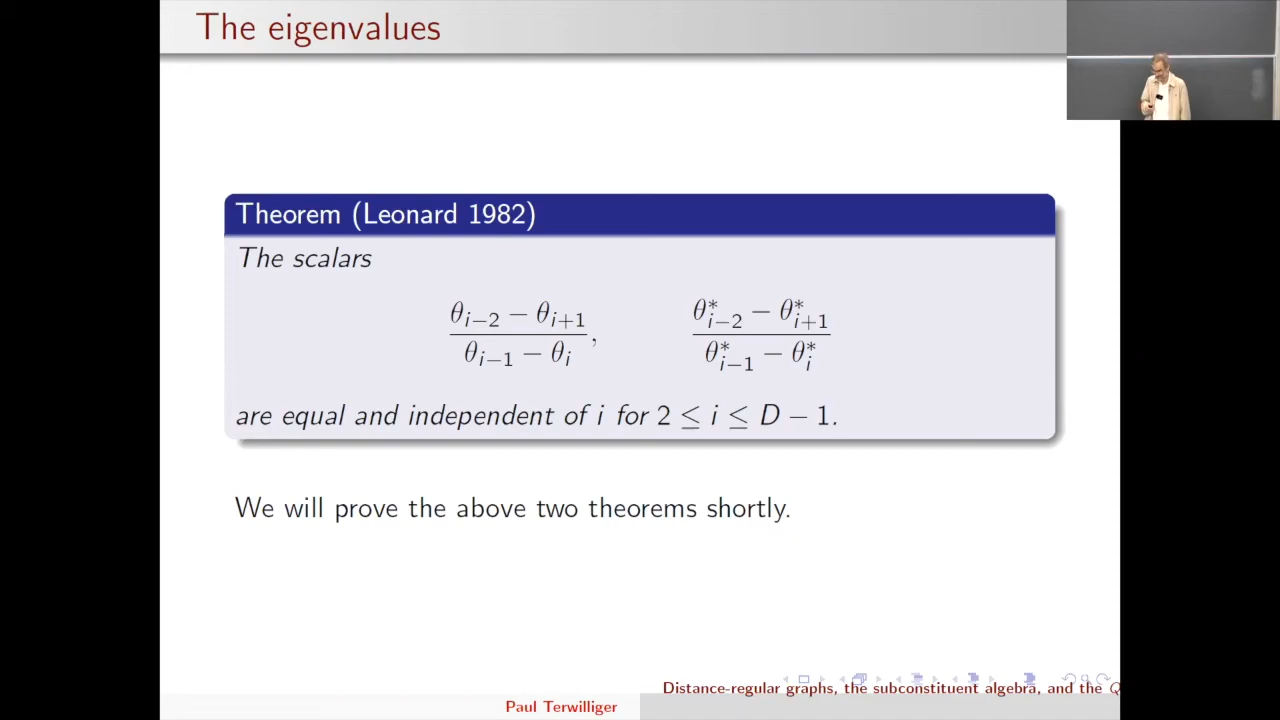 The eigenvalues
Theorem (Leonard 1982)
The scalars
θ_{i−2} − θ_{i+1} / θ_{i−1} − θ_i, θ*_{i−2} − θ*_{i+1} / θ*_{i−1} − θ*_i
are equal and independent of i for 2 ≤ i ≤ D − 1.
We will prove the above two theorems shortly.
Distance-regular graphs, the subconstituent algebra, and the Q
Paul Terwilliger